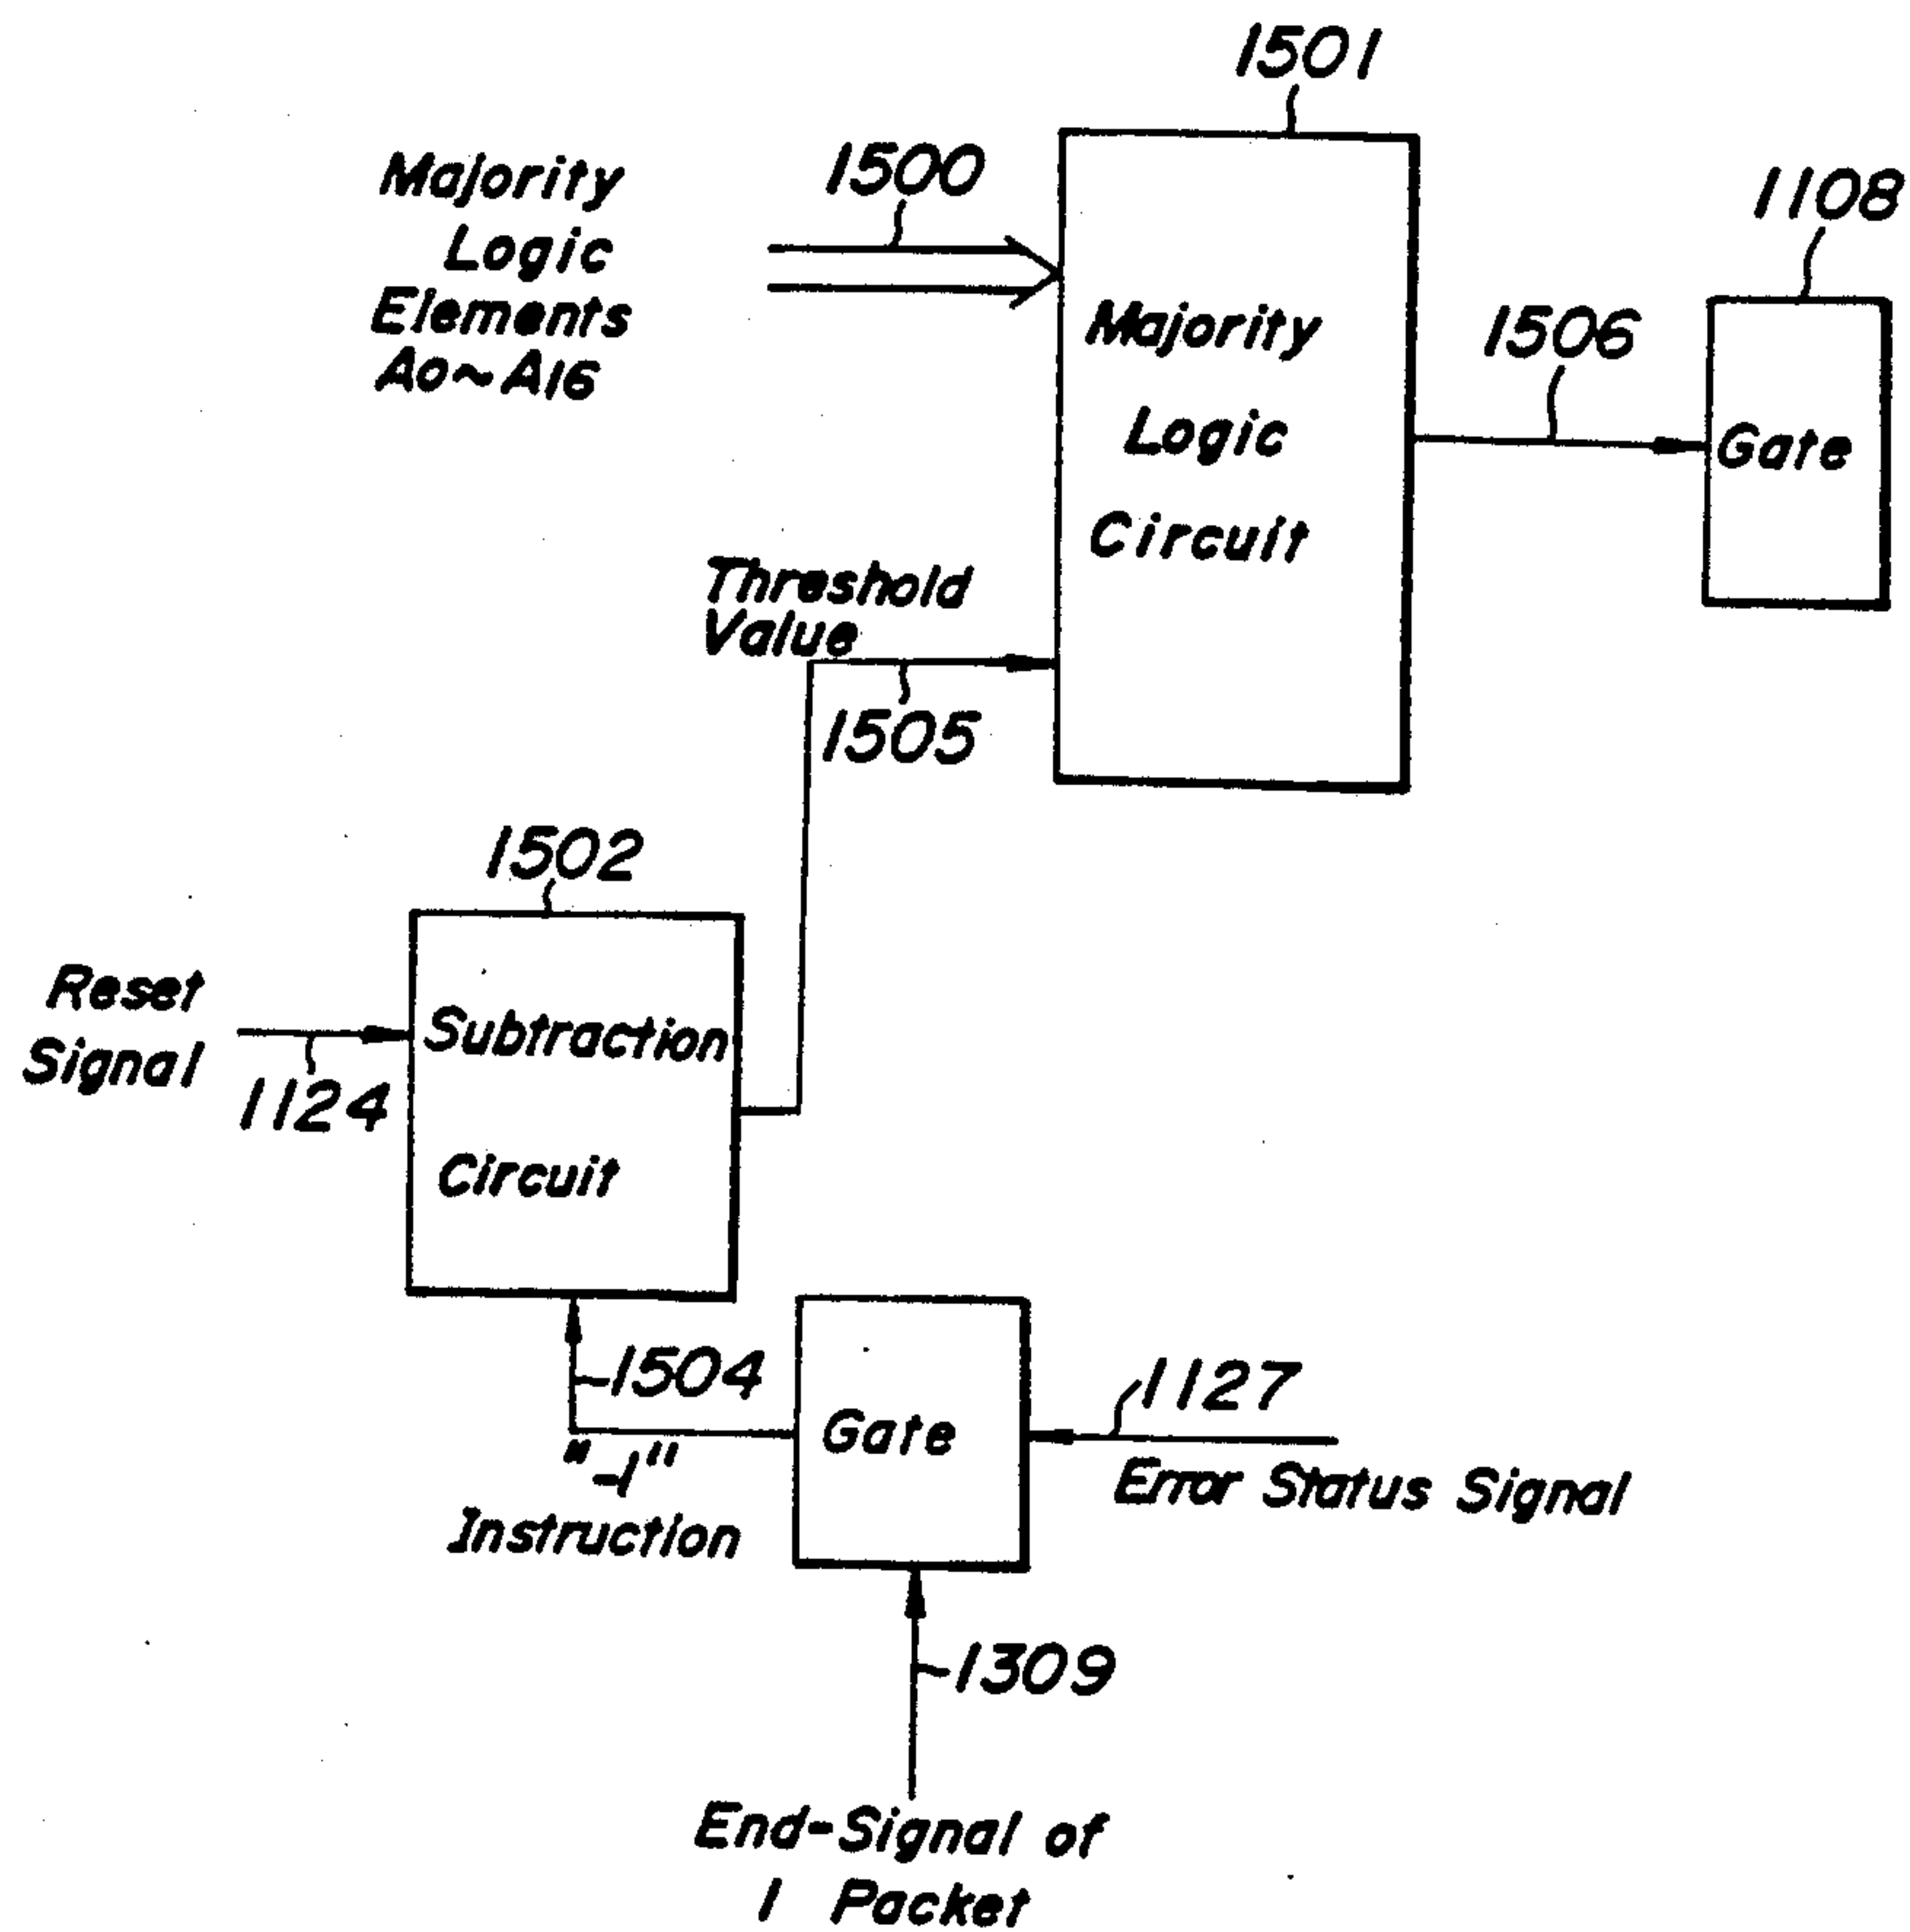 1501
1500
Majority
Logic
Elements
A0~A16
1108
Majority
Logic
Circuit
1506
Gate
Threshold
Value
1505
1502
Reset
Signal
1124
Subtraction
Circuit
1504
"-1"
Instruction
Gate
1127
Error Status Signal
1309
End-Signal of
1 Packet